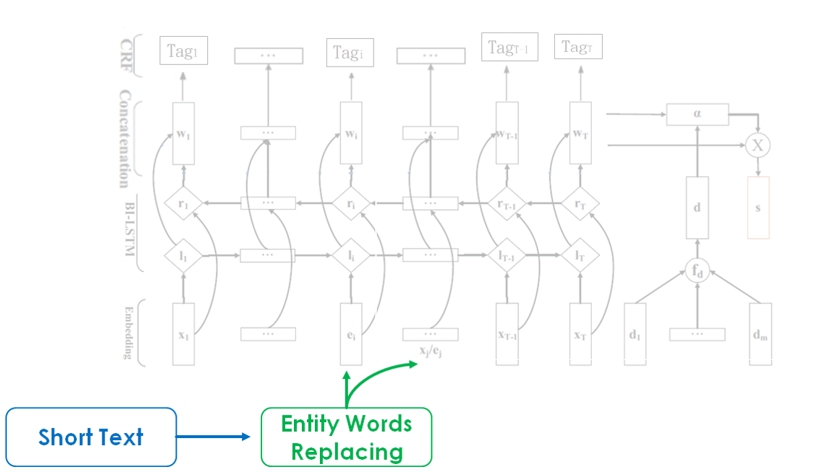 CRF
Tag1
...
Tagi
...
TagT-1
TagT
Concatenation
w1
...
wi
...
wT-1
wT
α
X
BI-LSTM
r1
...
ri
...
rT-1
rT
d
s
l1
...
li
...
lT-1
lT
fd
Embedding
x1
...
ei
...
xT-1
xT
d1
...
dm
xj/ej
Short Text
Entity Words
Replacing